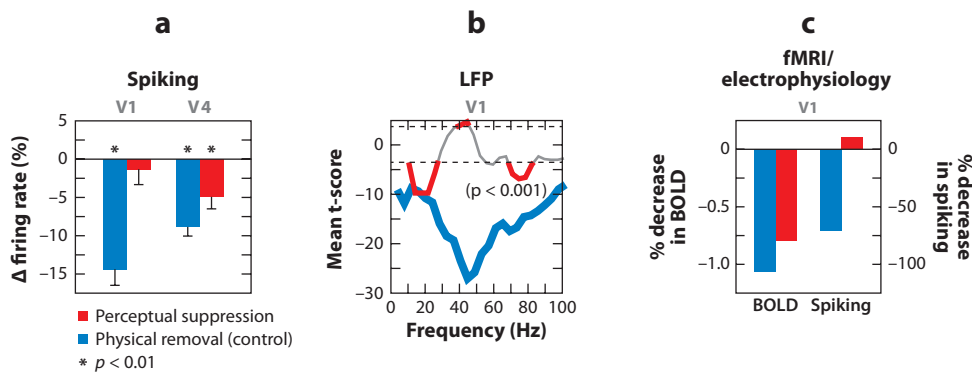 a
Spiking
V1 V4
Δ firing rate (%)
5
0
−5
−10
−15
* * *
Perceptual suppression
Physical removal (control)
* p < 0.01
b
LFP
V1
Mean t-score
0
−10
−20
−30
(p < 0.001)
0 20 40 60 80 100
Frequency (Hz)
c
fMRI/
electrophysiology
V1
% decrease
in BOLD
0
−0.5
−1.0
BOLD Spiking
0
−50
−100
% decrease
in spiking